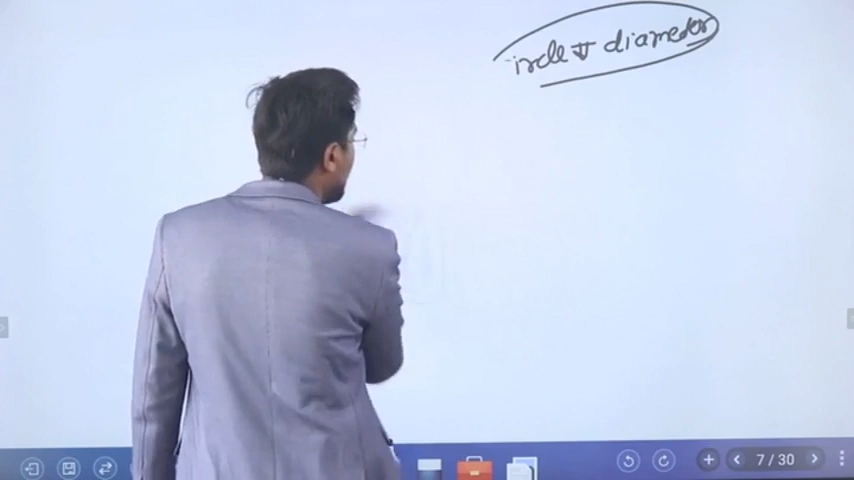 ircle का diameter
7 / 30